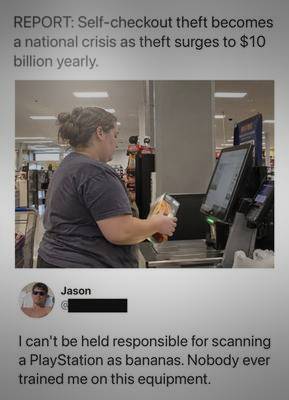 REPORT: Self-checkout theft becomes
a national crisis as theft surges to $10
billion yearly.
Jason
@
I can't be held responsible for scanning
a PlayStation as bananas. Nobody ever
trained me on this equipment.